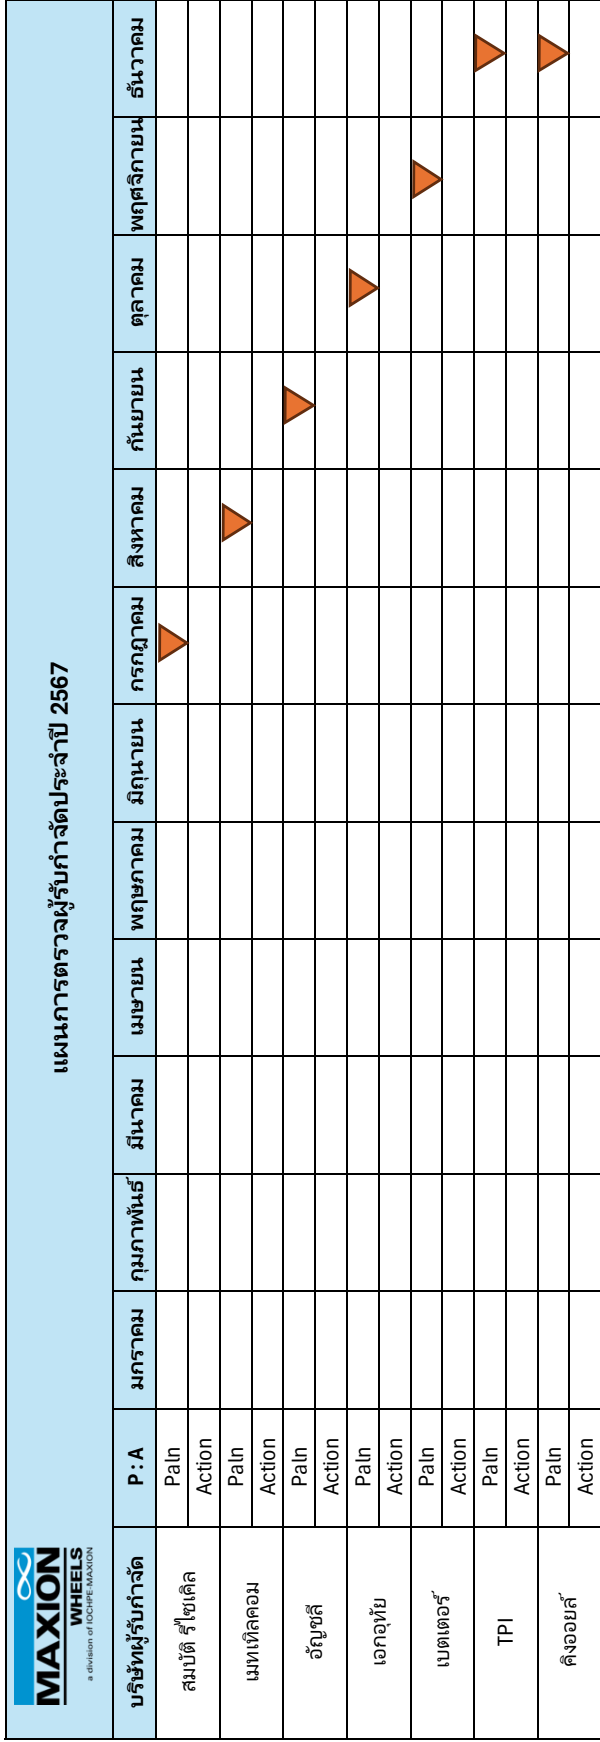 MAXION
WHEELS
a division of IOCHPE-MAXION
แผนการตรวจผู้รับกำจัดประจำปี 2567
บริษัทผู้รับกำจัด P : A มกราคม กุมภาพันธ์ มีนาคม เมษายน พฤษภาคม มิถุนายน กรกฎาคม สิงหาคม กันยายน ตุลาคม พฤศจิกายน ธันวาคม
สมบัติ รีไซเคิล Paln
Action
เมทเทิลคอม Paln
Action
อัญชลี Paln
Action
เอกอุทัย Paln
Action
เบตเตอร์ Paln
Action
TPI Paln
Action
คิงออยล์ Paln
Action